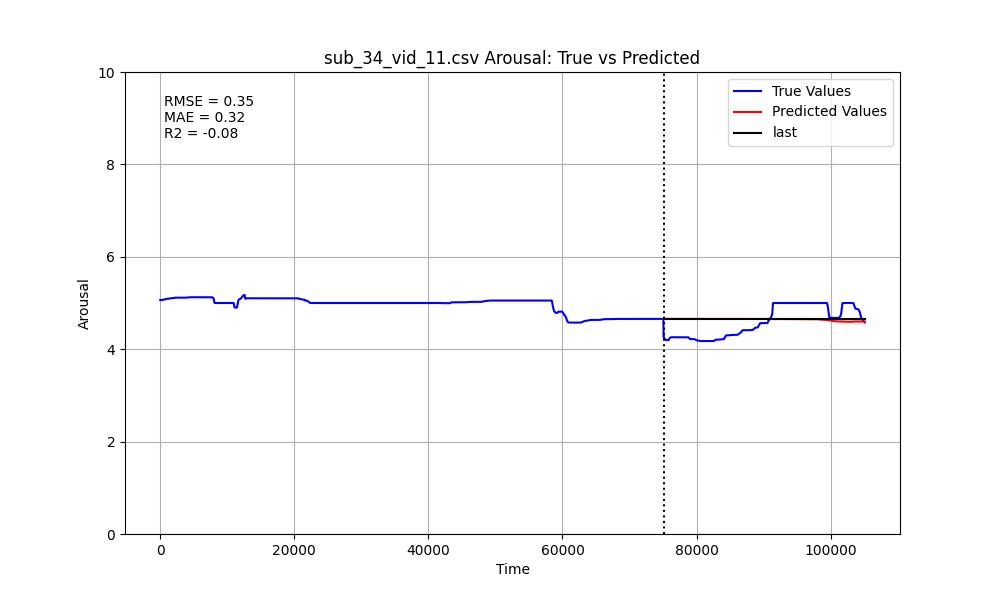 sub_34_vid_11.csv Arousal: True vs Predicted
10
8
6
4
2
0
Arousal
RMSE = 0.35
MAE = 0.32
R2 = -0.08
True Values
Predicted Values
last
0
20000
40000
60000
80000
100000
Time